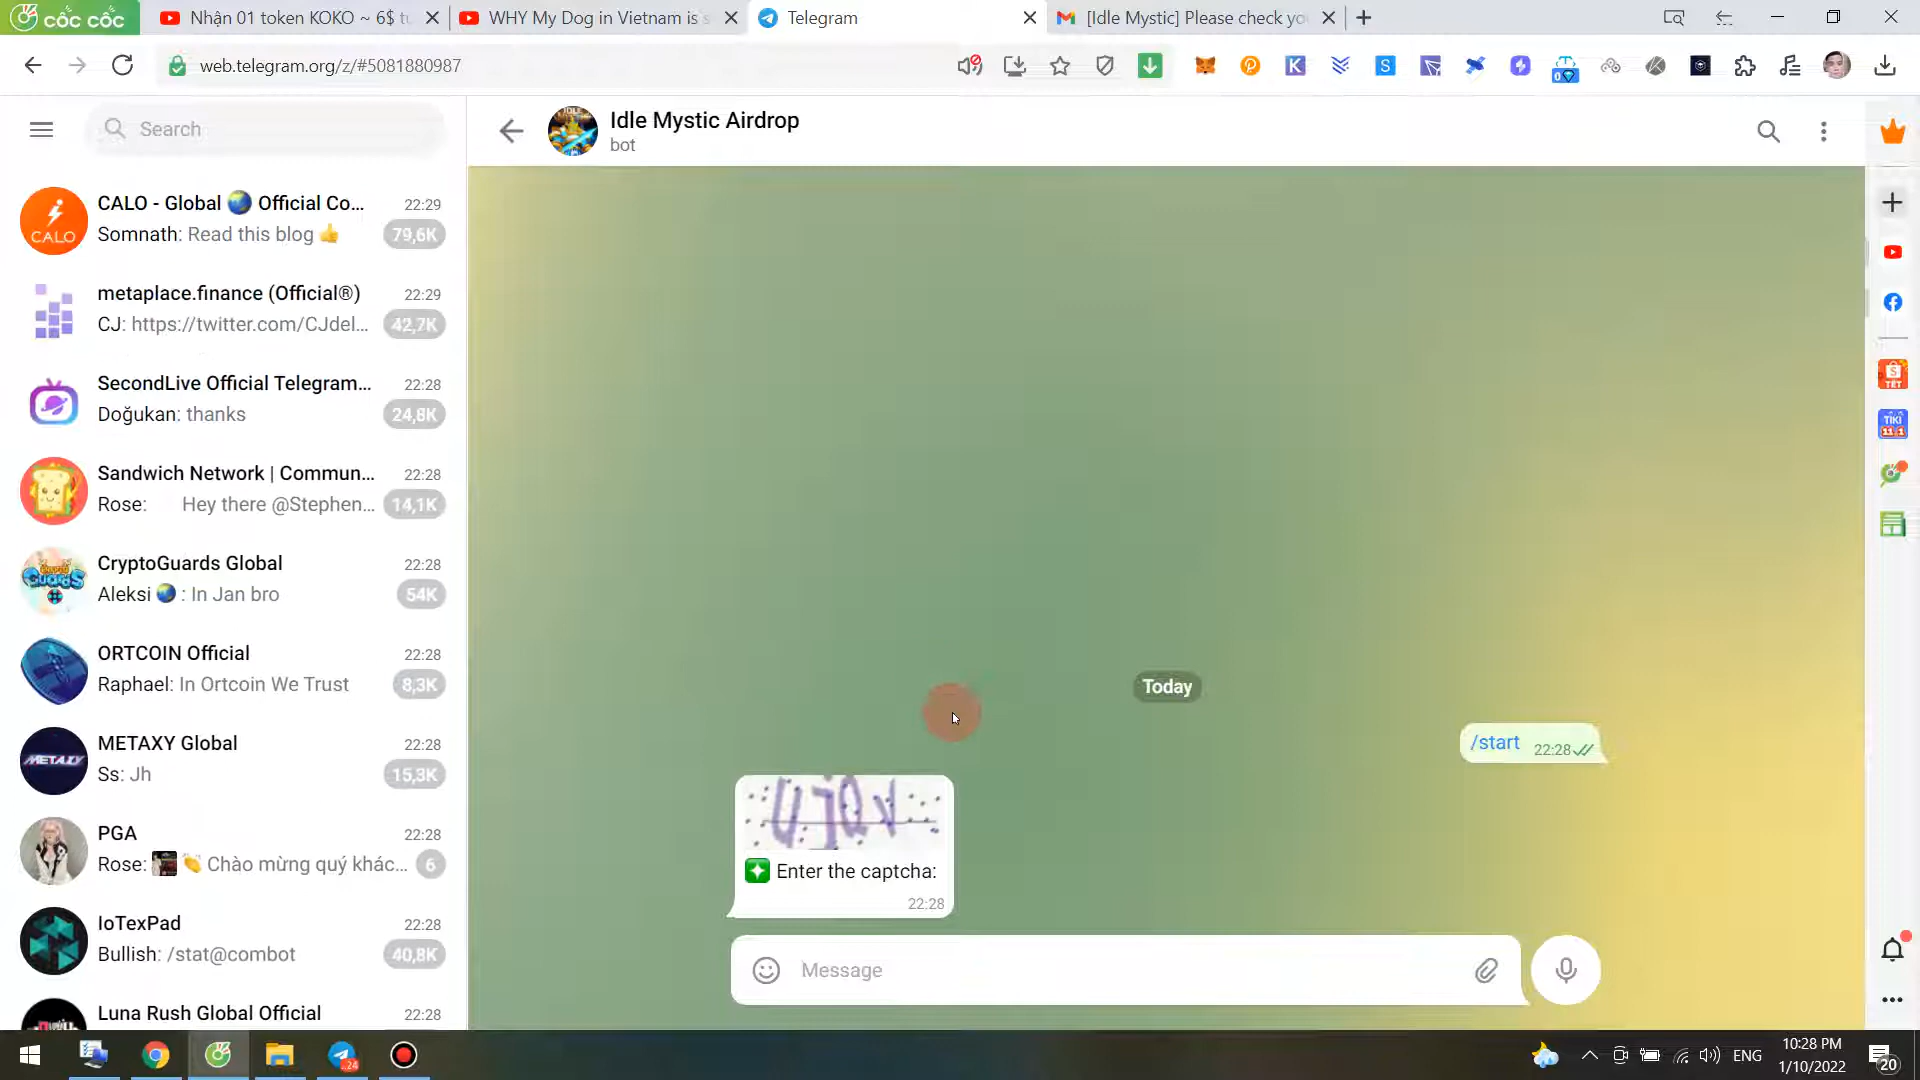 cốc cốc
Nhận 01 token KOKO ~ 6$ t
WHY My Dog in Vietnam is s
Telegram
[Idle Mystic] Please check yo
web.telegram.org/z/#5081880987
Search
Idle Mystic Airdrop
bot
CALO - Global 🌏 Official Co...
22:29
Somnath: Read this blog 👍
79,6K
metaplace.finance (Official®)
22:29
CJ: https://twitter.com/CJdel...
42,7K
SecondLive Official Telegram...
22:28
Doğukan: thanks
24,8K
Sandwich Network | Commun...
22:28
Rose: Hey there @Stephen...
14,1K
CryptoGuards Global
22:28
Aleksi 🌏 : In Jan bro
54K
ORTCOIN Official
22:28
Raphael: In Ortcoin We Trust
8,3K
METAXY Global
22:28
Ss: Jh
15,3K
PGA
22:28
Rose: Chào mừng quý khác...
6
IoTexPad
22:28
Bullish: /stat@combot
40,8K
Luna Rush Global Official
22:28
CALO
METAXY
Today
/start
22:28
Enter the captcha:
22:28
Message
TẾT
TIKI
ENG
10:28 PM
1/10/2022
20
24